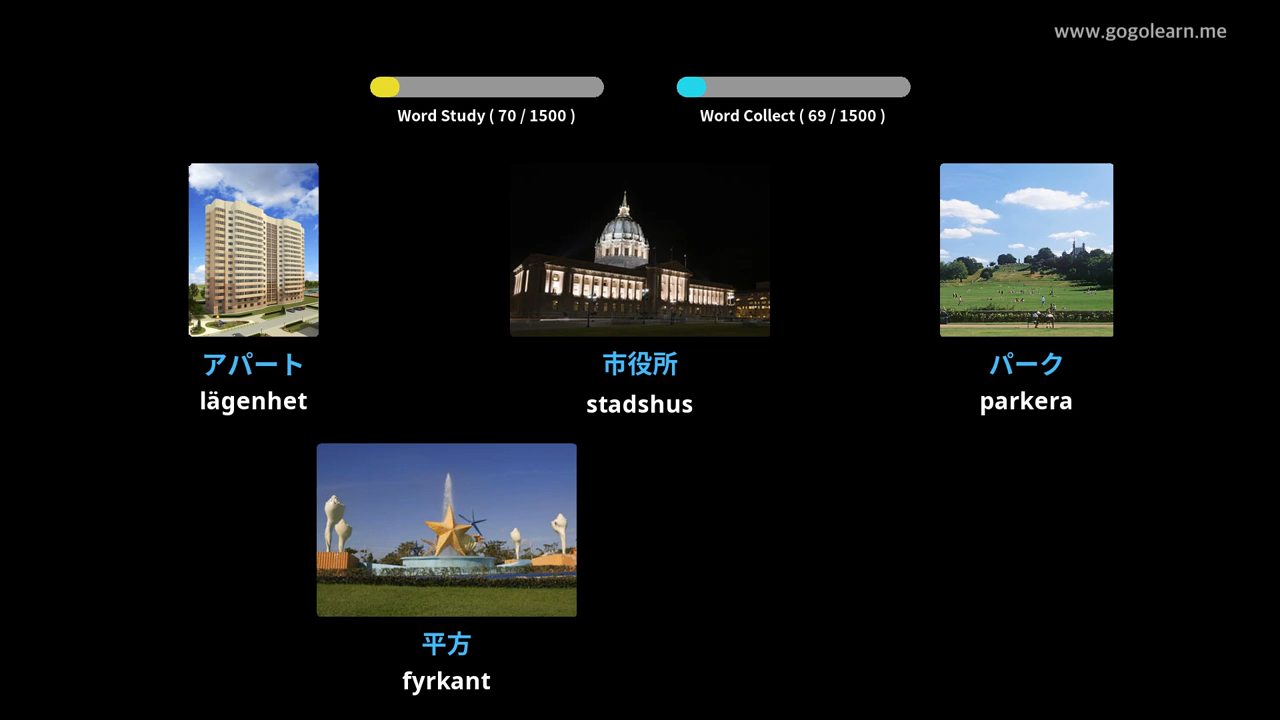 www.gogolearn.me
Word Study ( 70 / 1500 )
Word Collect ( 69 / 1500 )
アパート
lägenhet
市役所
stadshus
パーク
parkera
平方
fyrkant